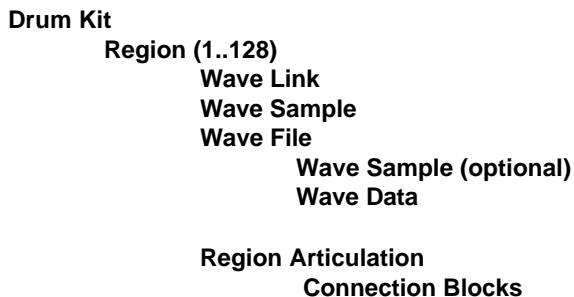 Drum Kit
Region (1..128)
Wave Link
Wave Sample
Wave File
Wave Sample (optional)
Wave Data
Region Articulation
Connection Blocks